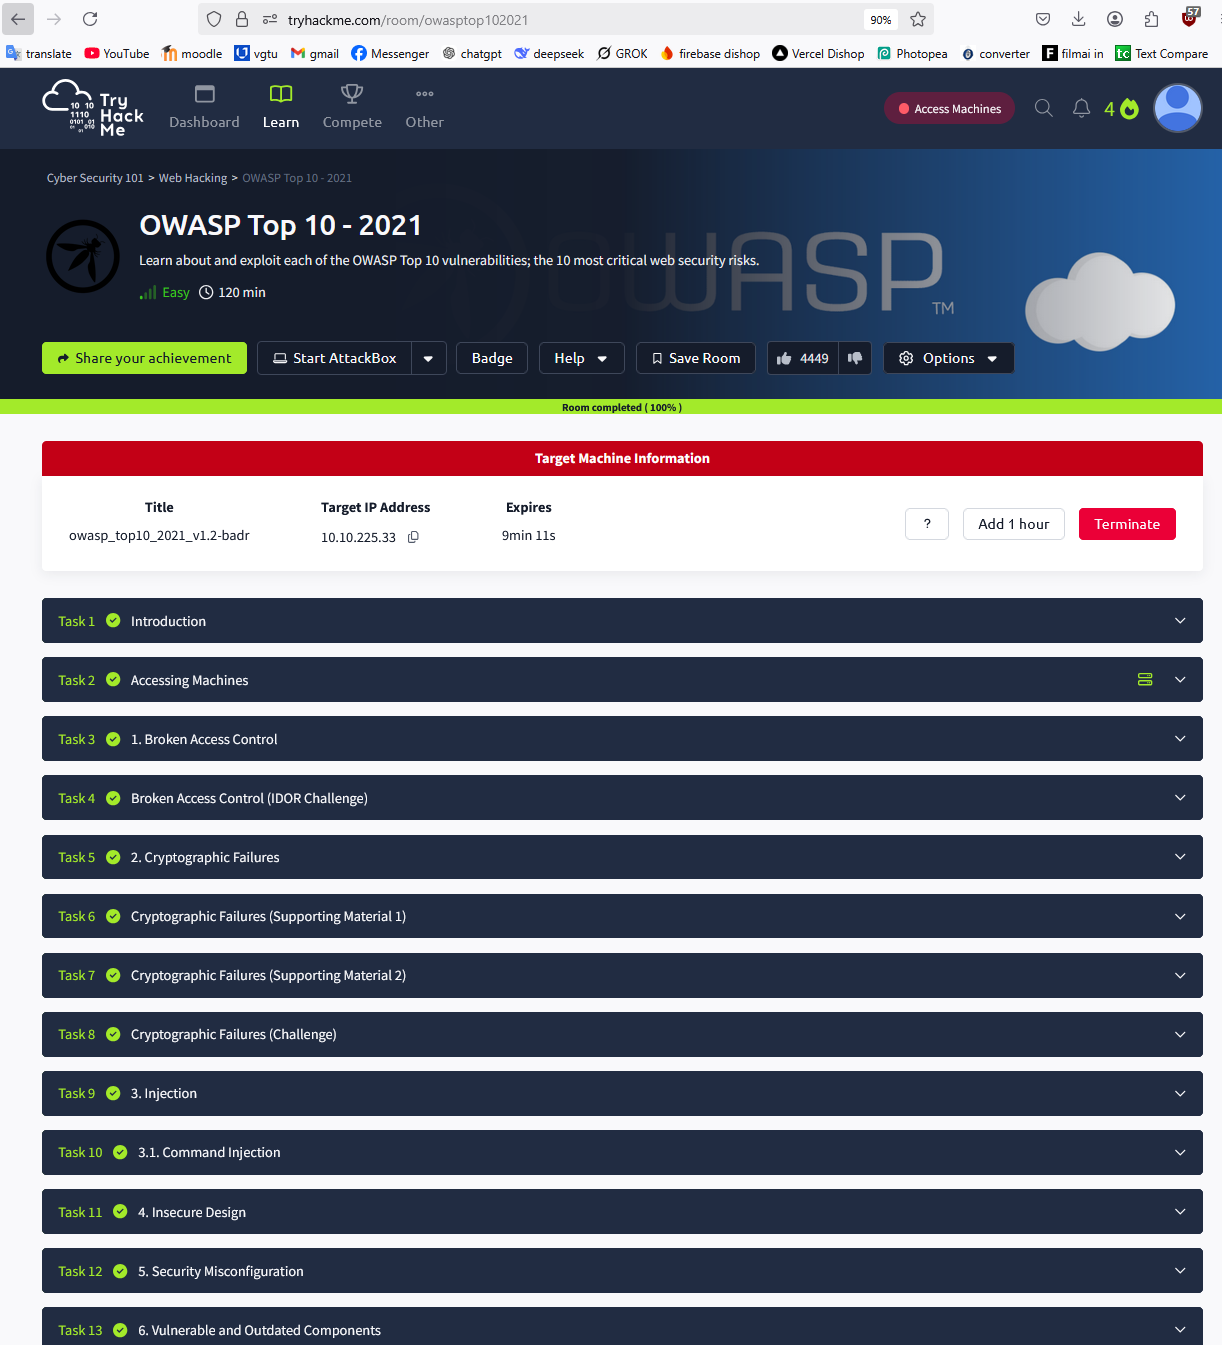 tryhackme.com/room/owasptop102021
90%
57
translate YouTube moodle vgtu gmail Messenger chatgpt deepseek GROK firebase dishop Vercel Dishop Photopea converter filmai in Text Compare
Try
Hack
Me
Dashboard Learn Compete Other
Access Machines
4
Cyber Security 101 > Web Hacking > OWASP Top 10 - 2021
OWASP Top 10 - 2021
Learn about and exploit each of the OWASP Top 10 vulnerabilities; the 10 most critical web security risks.
Easy 120 min
OWASP TM
Share your achievement Start AttackBox Badge Help Save Room 4449 Options
Room completed ( 100% )
Target Machine Information
Title Target IP Address Expires
owasp_top10_2021_v1.2-badr 10.10.225.33 9min 11s
? Add 1 hour Terminate
Task 1 Introduction
Task 2 Accessing Machines
Task 3 1. Broken Access Control
Task 4 Broken Access Control (IDOR Challenge)
Task 5 2. Cryptographic Failures
Task 6 Cryptographic Failures (Supporting Material 1)
Task 7 Cryptographic Failures (Supporting Material 2)
Task 8 Cryptographic Failures (Challenge)
Task 9 3. Injection
Task 10 3.1. Command Injection
Task 11 4. Insecure Design
Task 12 5. Security Misconfiguration
Task 13 6. Vulnerable and Outdated Components